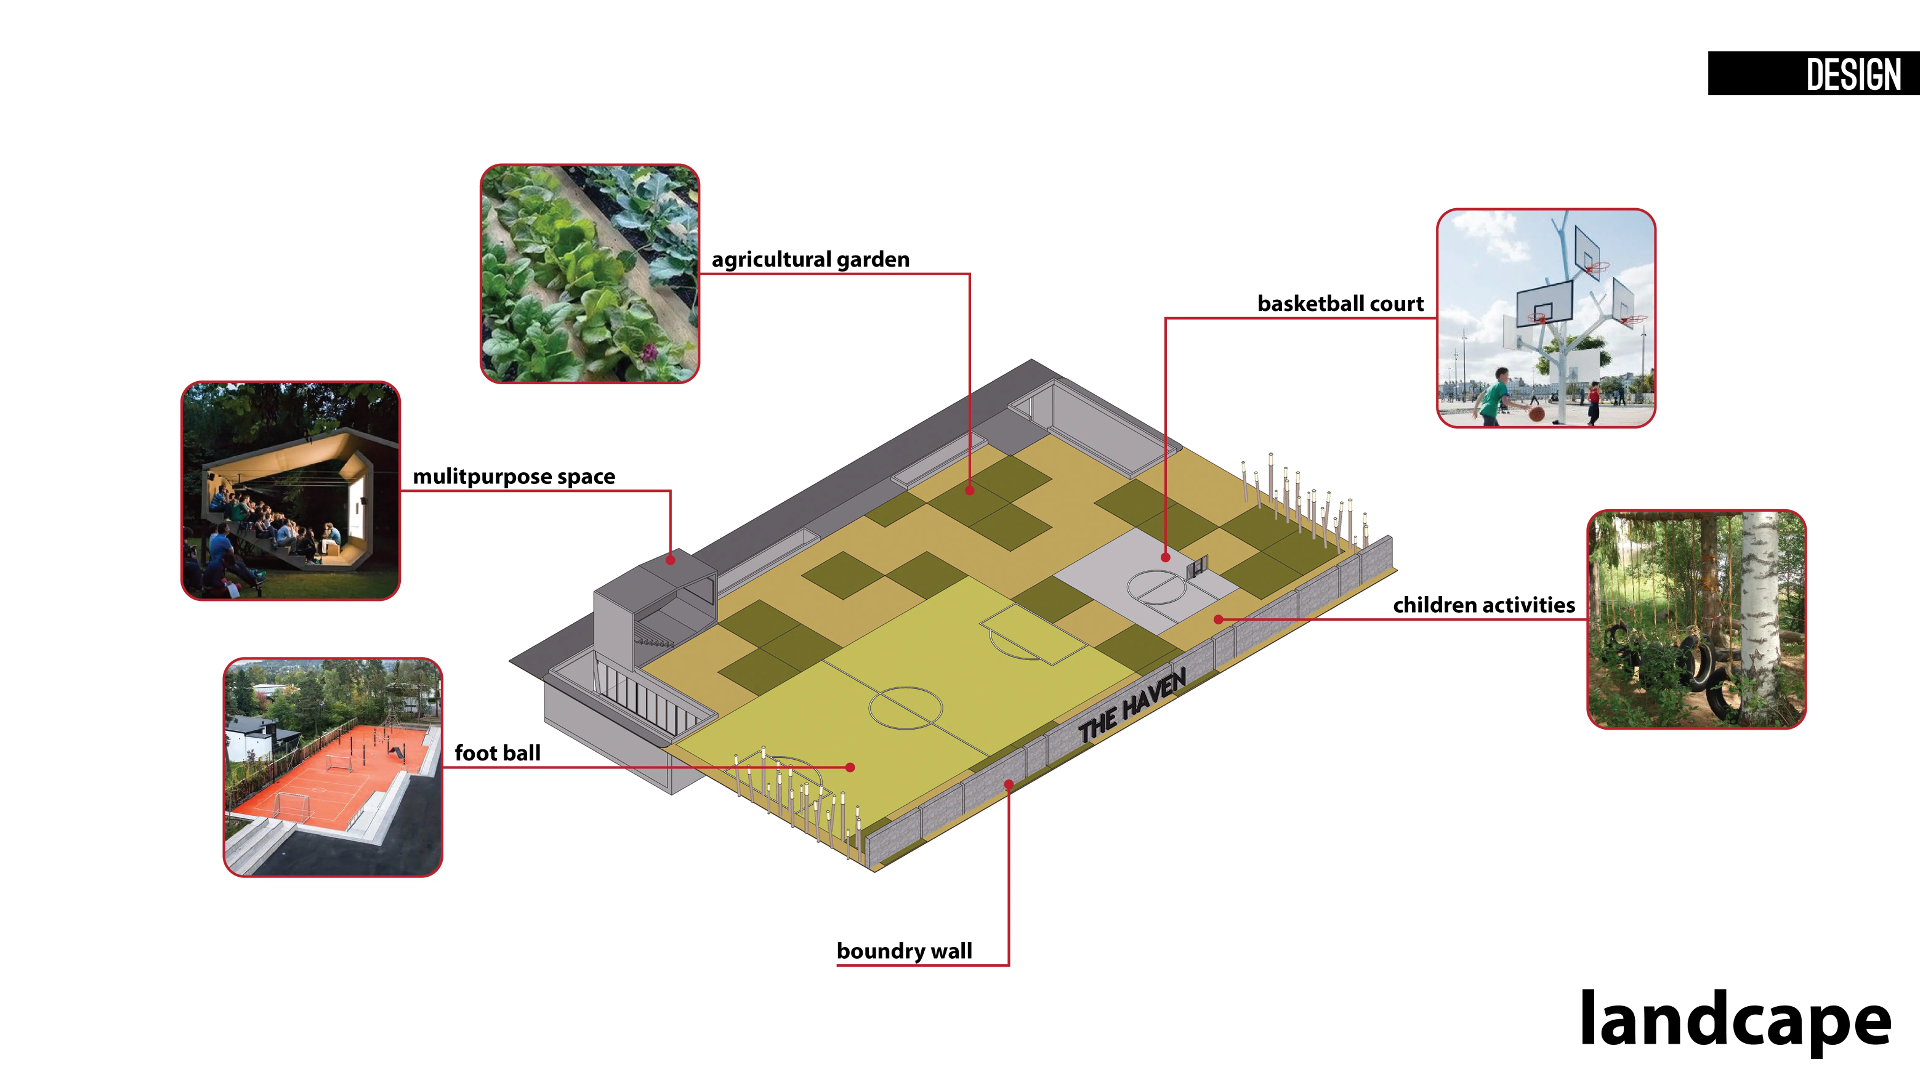 DESIGN
agricultural garden
basketball court
mulitpurpose space
children activities
THE HAVEN
foot ball
boundry wall
landcape